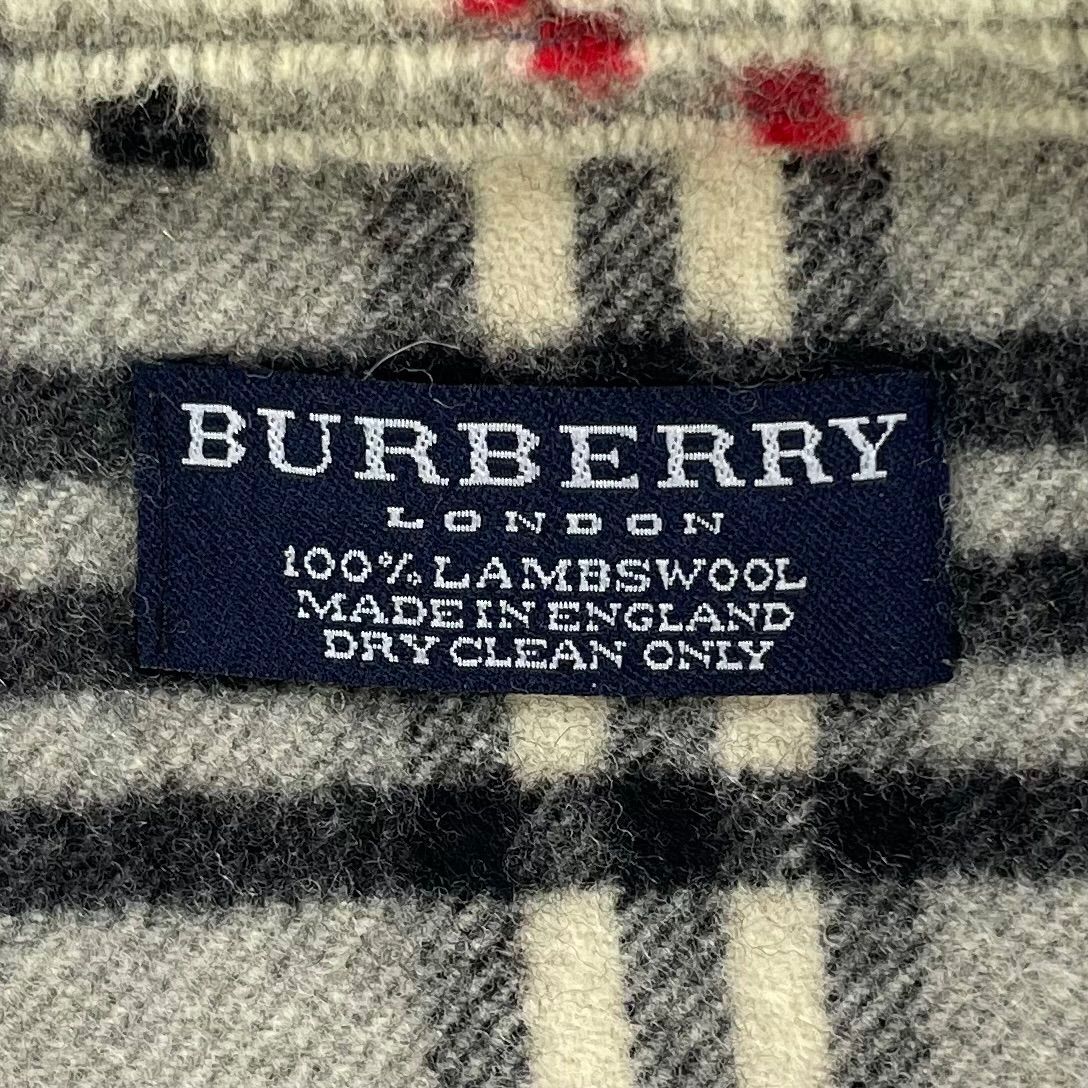 BURBERRY
LONDON
100% LAMBSWOOL
MADE IN ENGLAND
DRY CLEAN ONLY